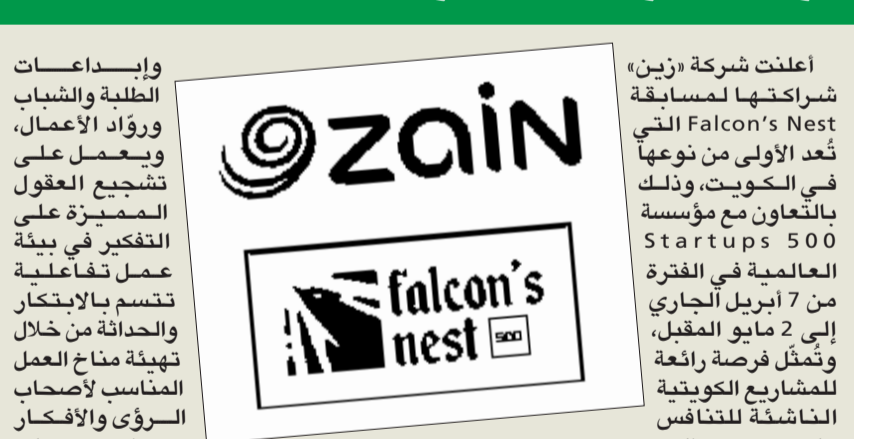 أعلنت شركة «زين»
شراكتها لمسابقة
Falcon's Nest التي
تُعد الأولى من نوعها
في الكويت، وذلك
بالتعاون مع مؤسسة
Startups 500
العالمية في الفترة
من 7 أبريل الجاري
إلى 2 مايو المقبل،
وتُمثّل فرصة رائعة
للمشاريع الكويتية
الناشئة للتنافس
zain
falcon's
nest 500
وإبداعات
الطلبة والشباب
وروّاد الأعمال،
ويعمل على
تشجيع العقول
المميزة على
التفكير في بيئة
عمل تفاعلية
تتسم بالابتكار
والحداثة من خلال
تهيئة مناخ العمل
المناسب لأصحاب
الرؤى والأفكار